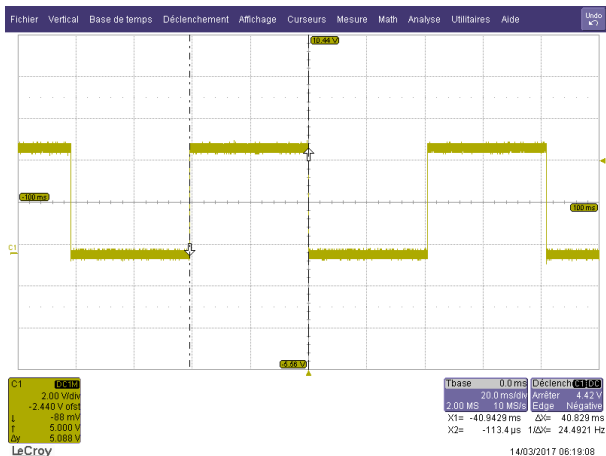 Fichier Vertical Base de temps Déclenchement Affichage Curseurs Mesure Math Analyse Utilitaires Aide Undo
10.44 V
-100 ms
100 ms
C1
-6.56 V
C1 DC1M
2.00 V/div
-2.440 V ofst
↓ -88 mV
↑ 5.000 V
Δy 5.088 V
Tbase 0.0 ms
20.0 ms/div
2.00 MS 10 MS/s
Déclench C1 DC
Arrêter 4.42 V
Edge Négative
X1= -40.9429 ms ΔX= 40.829 ms
X2= -113.4 µs 1/ΔX= 24.4921 Hz
LeCroy
14/03/2017 06:19:08